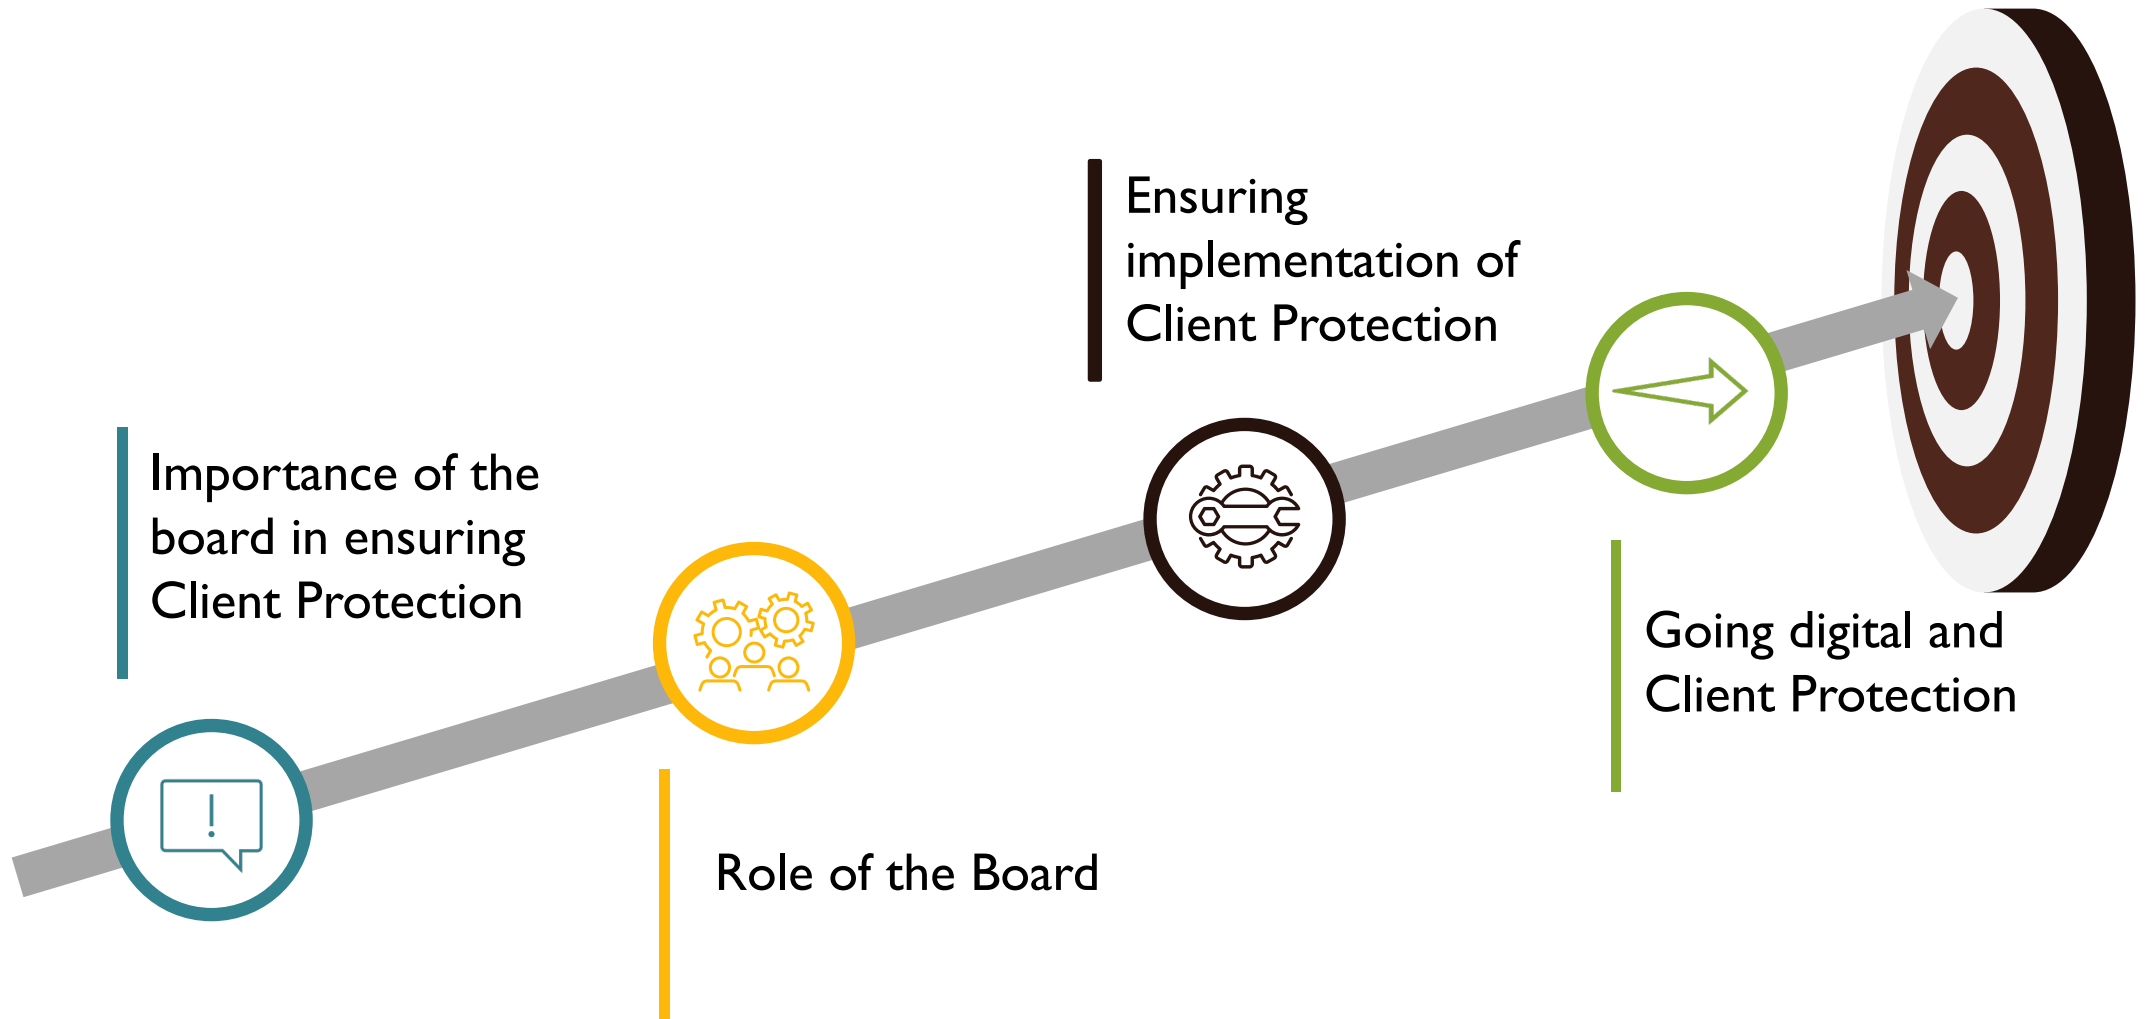 Importance of the
board in ensuring
Client Protection
Role of the Board
Ensuring
implementation of
Client Protection
Going digital and
Client Protection